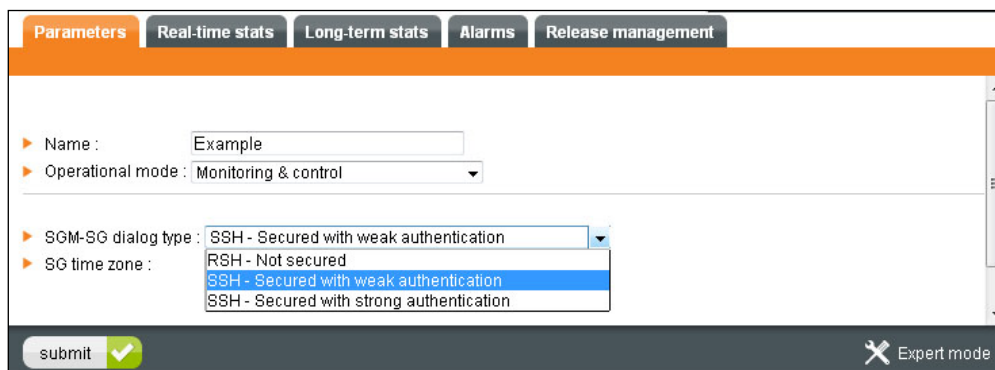 Parameters Real-time stats Long-term stats Alarms Release management
Name : Example
Operational mode : Monitoring & control
SGM-SG dialog type : SSH - Secured with weak authentication
SG time zone :
RSH - Not secured
SSH - Secured with weak authentication
SSH - Secured with strong authentication
submit Expert mode